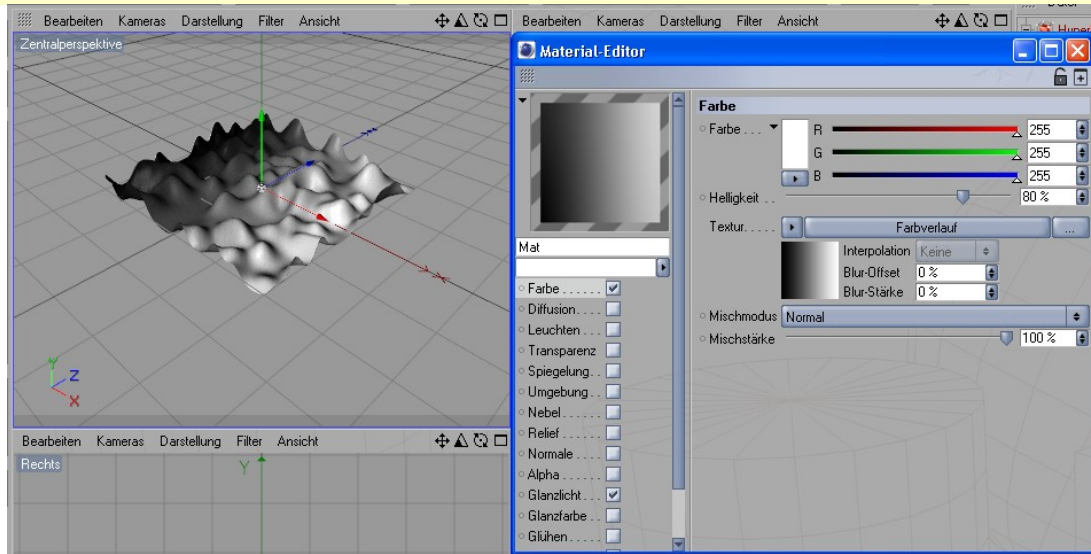 Bearbeiten Kameras Darstellung Filter Ansicht
Zentralperspektive
Y
Z
X
Bearbeiten Kameras Darstellung Filter Ansicht
Rechts
Y
Bearbeiten Kameras Darstellung Filter Ansicht
Material-Editor
Mat
Farbe
Diffusion
Leuchten
Transparenz
Spiegelung
Umgebung
Nebel
Relief
Normale
Alpha
Glanzlicht
Glanzfarbe
Glühen
Farbe
Farbe R 255
G 255
B 255
Helligkeit 80 %
Textur Farbverlauf ...
Interpolation Keine
Blur-Offset 0 %
Blur-Stärke 0 %
Mischmodus Normal
Mischstärke 100 %